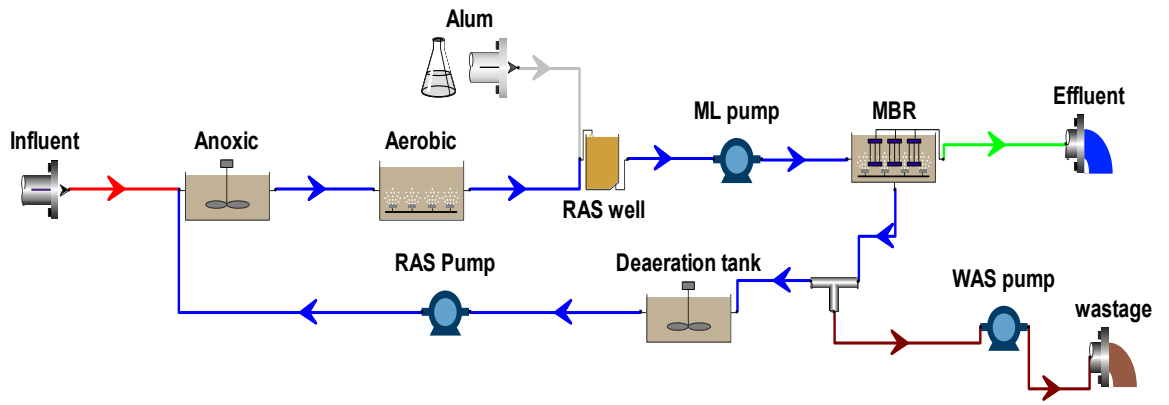 Alum
Influent
Anoxic
Aerobic
RAS well
ML pump
MBR
Effluent
RAS Pump
Deaeration tank
WAS pump
wastage